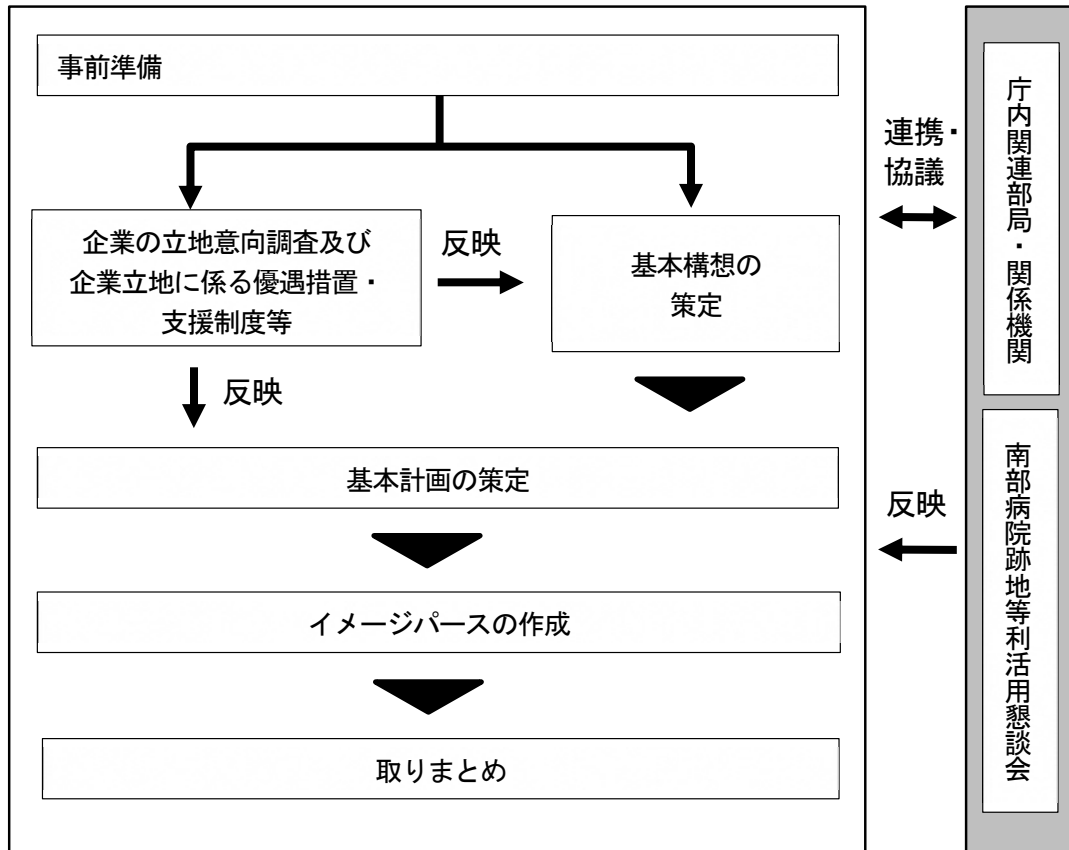 事前準備
企業の立地意向調査及び
企業立地に係る優遇措置・
支援制度等
反映
基本構想の
策定
反映
基本計画の策定
イメージパースの作成
取りまとめ
連携・
協議
反映
庁内関連部局・関係機関
南部病院跡地等利活用懇談会